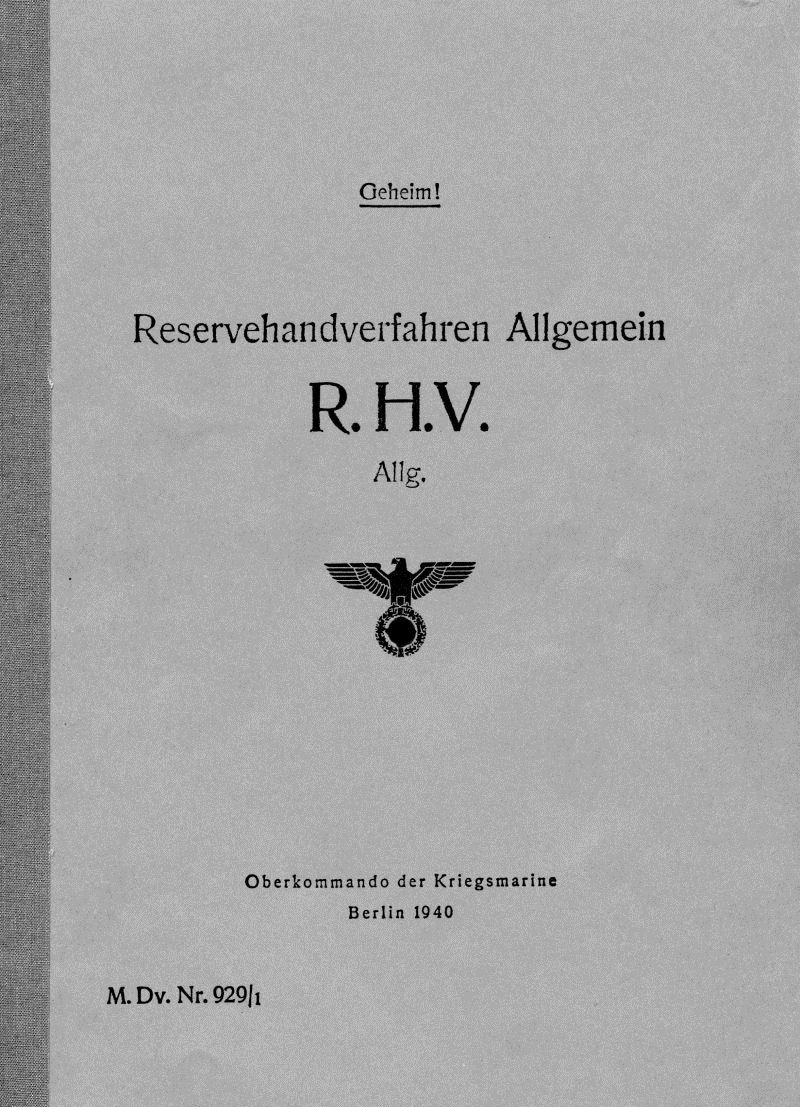 Geheim!
Reservehandverfahren Allgemein
R.H.V.
Allg.
Oberkommando der Kriegsmarine
Berlin 1940
M. Dv. Nr. 929/1